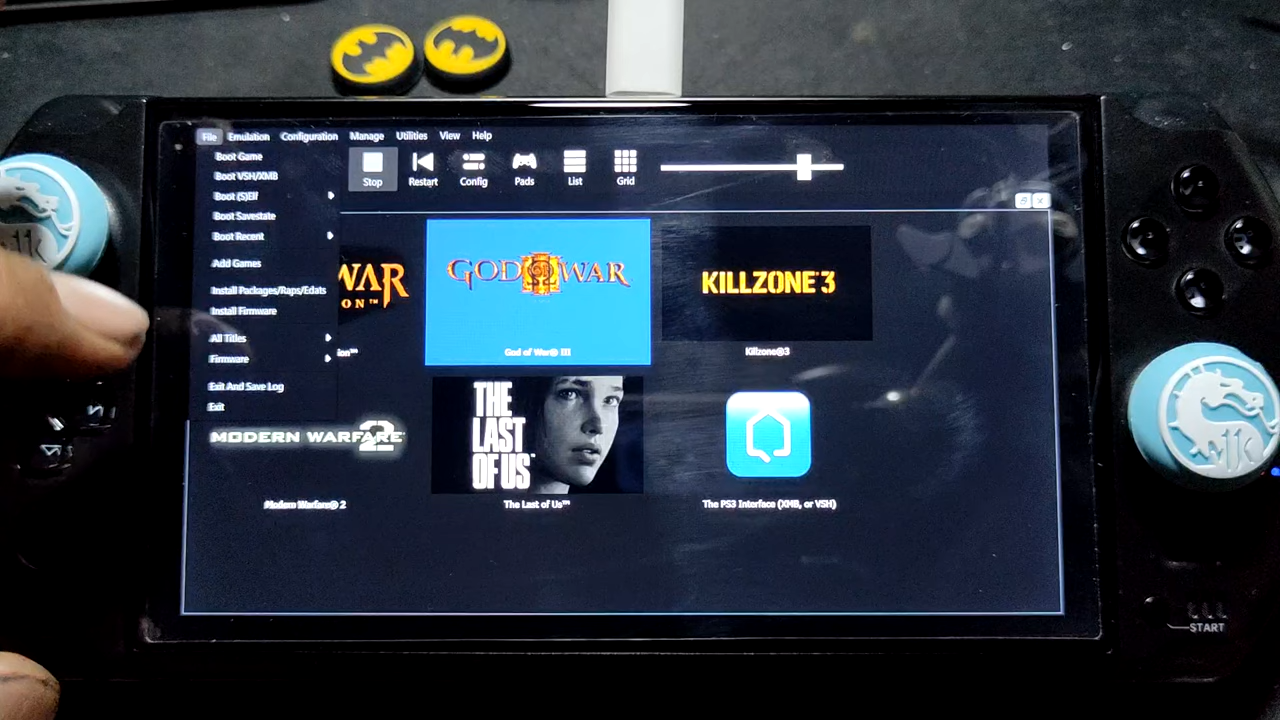 File Emulation Configuration Manage Utilities View Help
Boot Game
Boot VSH/XMB
Boot (S)Elf
Boot Savestate
Boot Recent
Add Games
Install Packages/Raps/Edats
Install Firmware
All Titles
Firmware
Exit And Save Log
Exit
Stop Restart Config Pads List Grid
WAR
GOD OF WAR
KILLZONE 3
God of War® III
Killzone®3
MODERN WARFARE 2
THE
LAST
OF US™
Modern Warfare® 2
The Last of Us™
The PS3 Interface (XMB, or VSH)
START